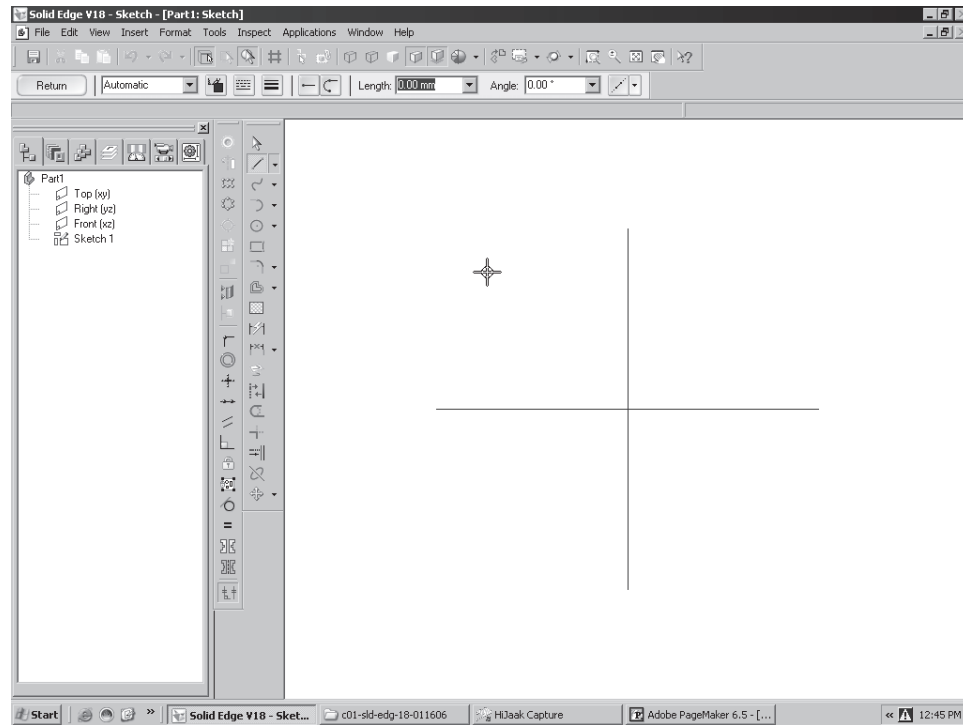 Solid Edge V18 - Sketch - [Part1: Sketch]
File Edit View Insert Format Tools Inspect Applications Window Help
Return Automatic Length: 0.00 mm Angle: 0.00 °
Part1
Top (xy)
Right (yz)
Front (xz)
Sketch 1
Start » Solid Edge V18 - Sket... c01-sld-edg-18-011606 HiJaak Capture Adobe PageMaker 6.5 - [... « 12:45 PM